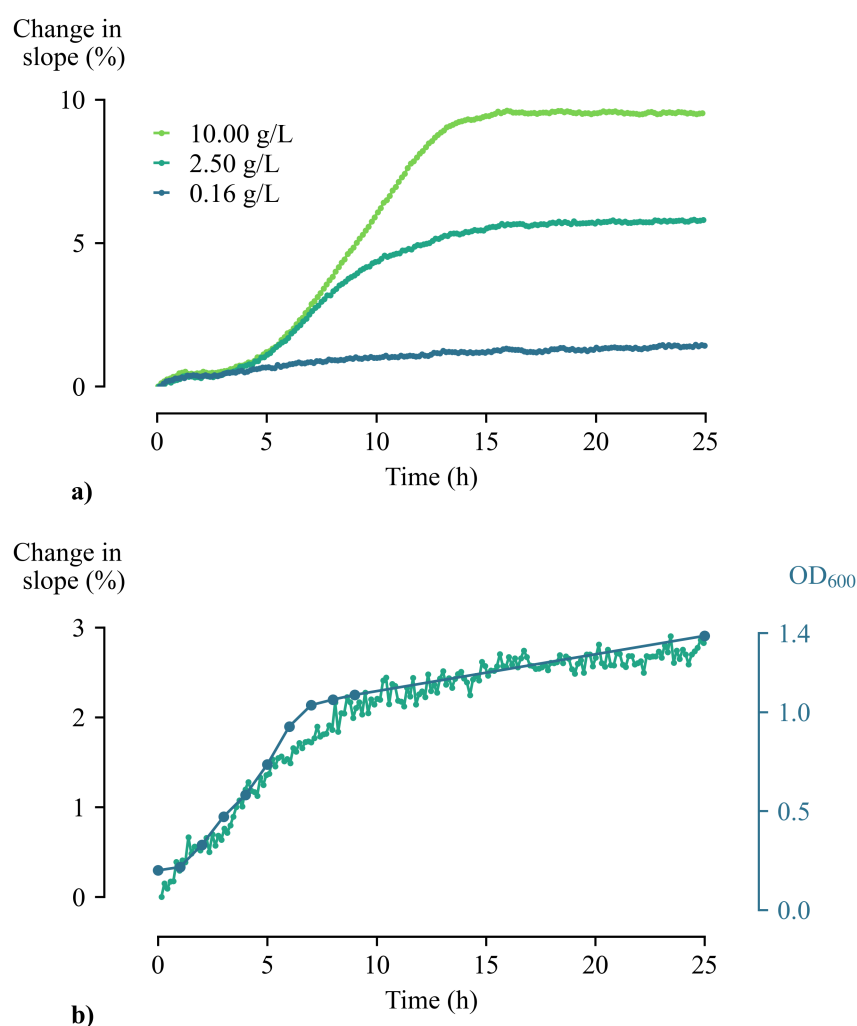 Change in
slope (%)
10
5
0
10.00 g/L
2.50 g/L
0.16 g/L
0 5 10 15 20 25
Time (h)
a)
Change in
slope (%)
OD₆₀₀
3
2
1
0
1.4
1.0
0.5
0.0
0 5 10 15 20 25
Time (h)
b)